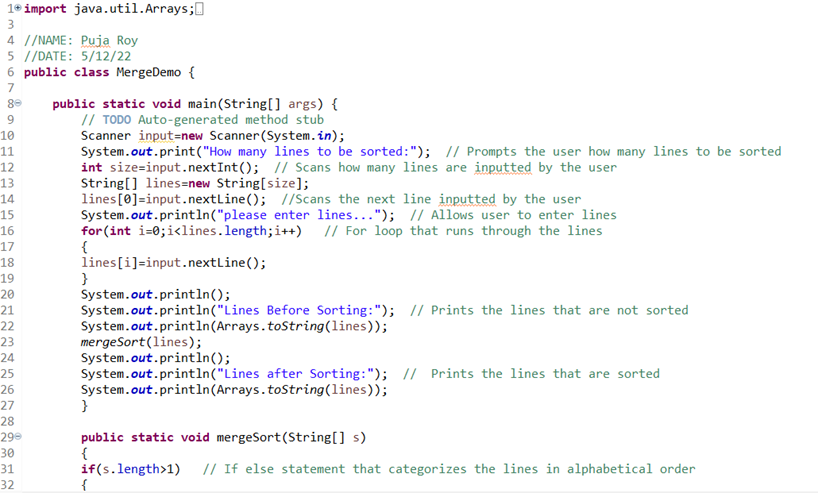 1 import java.util.Arrays;
3
4 //NAME: Puja Roy
5 //DATE: 5/12/22
6 public class MergeDemo {
7
8 public static void main(String[] args) {
9 // TODO Auto-generated method stub
10 Scanner input=new Scanner(System.in);
11 System.out.print("How many lines to be sorted:");  // Prompts the user how many lines to be sorted
12 int size=input.nextInt();  // Scans how many lines are inputted by the user
13 String[] lines=new String[size];
14 lines[0]=input.nextLine();  //Scans the next line inputted by the user
15 System.out.println("please enter lines...");  // Allows user to enter lines
16 for(int i=0;i<lines.length;i++)   // For loop that runs through the lines
17 {
18 lines[i]=input.nextLine();
19 }
20 System.out.println();
21 System.out.println("Lines Before Sorting:");  // Prints the lines that are not sorted
22 System.out.println(Arrays.toString(lines));
23 mergeSort(lines);
24 System.out.println();
25 System.out.println("Lines after Sorting:");  //  Prints the lines that are sorted
26 System.out.println(Arrays.toString(lines));
27 }
28
29 public static void mergeSort(String[] s)
30 {
31 if(s.length>1)   // If else statement that categorizes the lines in alphabetical order
32 {